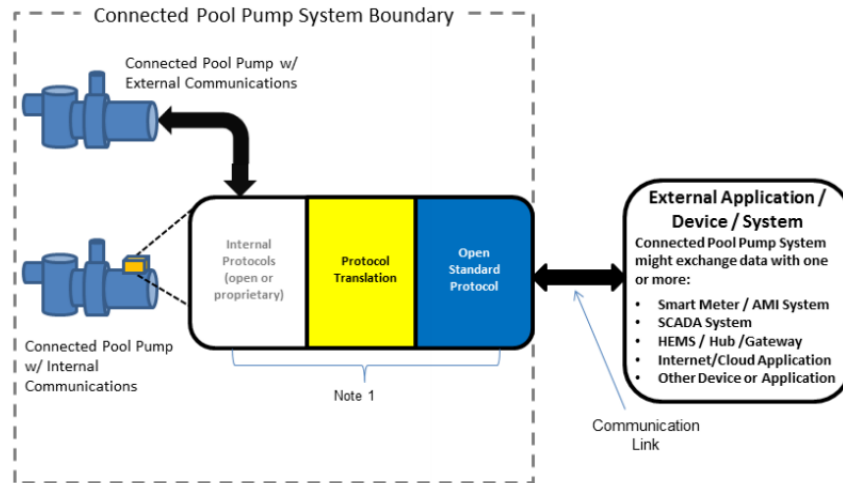 Connected Pool Pump System Boundary
Connected Pool Pump w/
External Communications
Internal
Protocols
(open or
proprietary)
Protocol
Translation
Open
Standard
Protocol
External Application /
Device / System
Connected Pool Pump System
might exchange data with one
or more:
• Smart Meter / AMI System
• SCADA System
• HEMS / Hub /Gateway
• Internet/Cloud Application
• Other Device or Application
Connected Pool Pump
w/ Internal
Communications
Note 1
Communication
Link